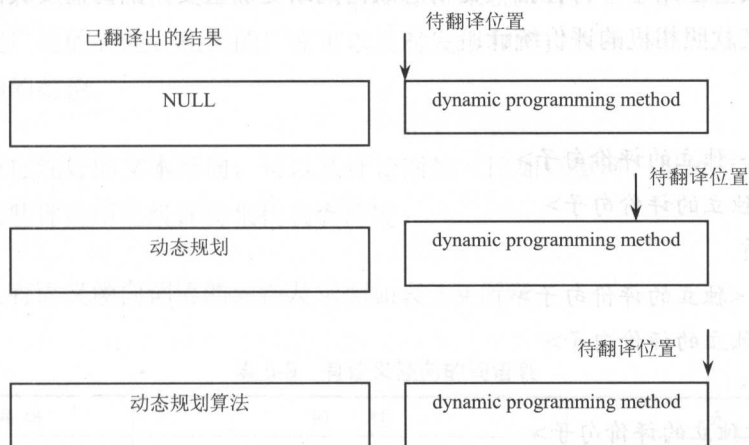 已翻译出的结果
待翻译位置
NULL
dynamic programming method
待翻译位置
动态规划
dynamic programming method
待翻译位置
动态规划算法
dynamic programming method